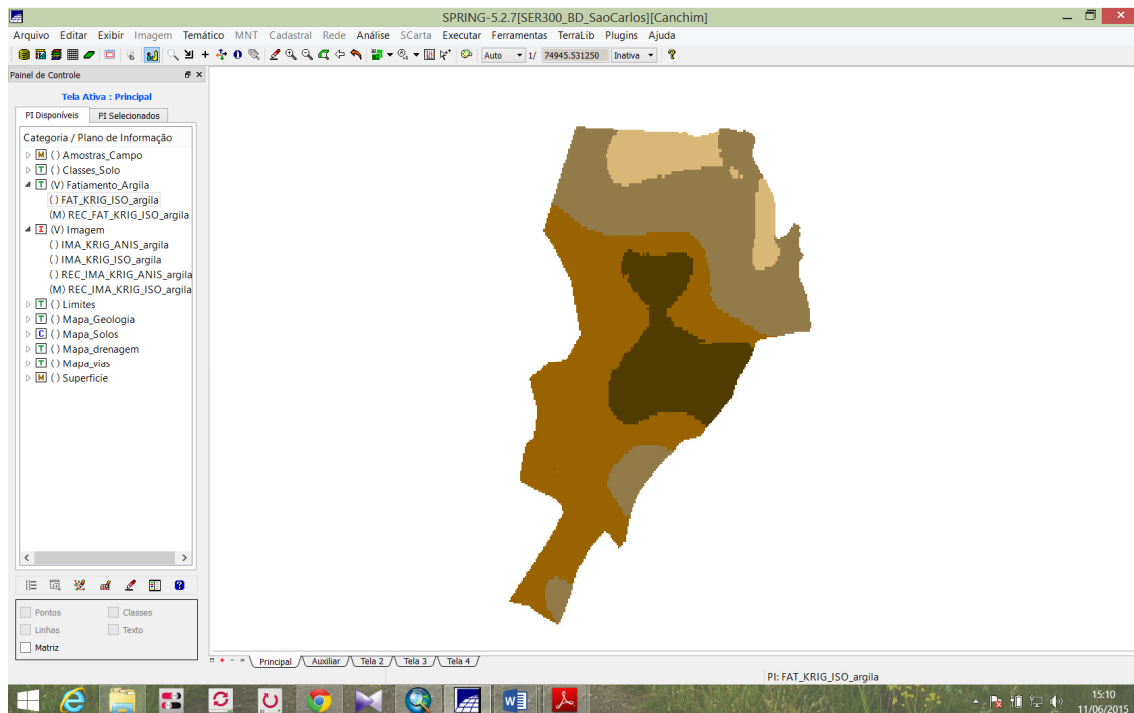 SPRING-5.2.7[SER300_BD_SaoCarlos][Canchim]
Arquivo Editar Exibir Imagem Temático MNT Cadastral Rede Análise SCarta Executar Ferramentas TerraLib Plugins Ajuda
Auto 1/ 74945.531250 Inativa
Painel de Controle
Tela Ativa : Principal
PI Disponíveis PI Selecionados
Categoria / Plano de Informação
M ( ) Amostras_Campo
T ( ) Classes_Solo
T (V) Fatiamento_Argila
( ) FAT_KRIG_ISO_argila
(M) REC_FAT_KRIG_ISO_argila
I (V) Imagem
( ) IMA_KRIG_ANIS_argila
( ) IMA_KRIG_ISO_argila
( ) REC_IMA_KRIG_ANIS_argila
(M) REC_IMA_KRIG_ISO_argila
T ( ) Limites
T ( ) Mapa_Geologia
C ( ) Mapa_Solos
T ( ) Mapa_drenagem
T ( ) Mapa_vias
M ( ) Superficie
Pontos Classes
Linhas Texto
Matriz
Principal Auxiliar Tela 2 Tela 3 Tela 4
PI: FAT_KRIG_ISO_argila
15:10
11/06/2015